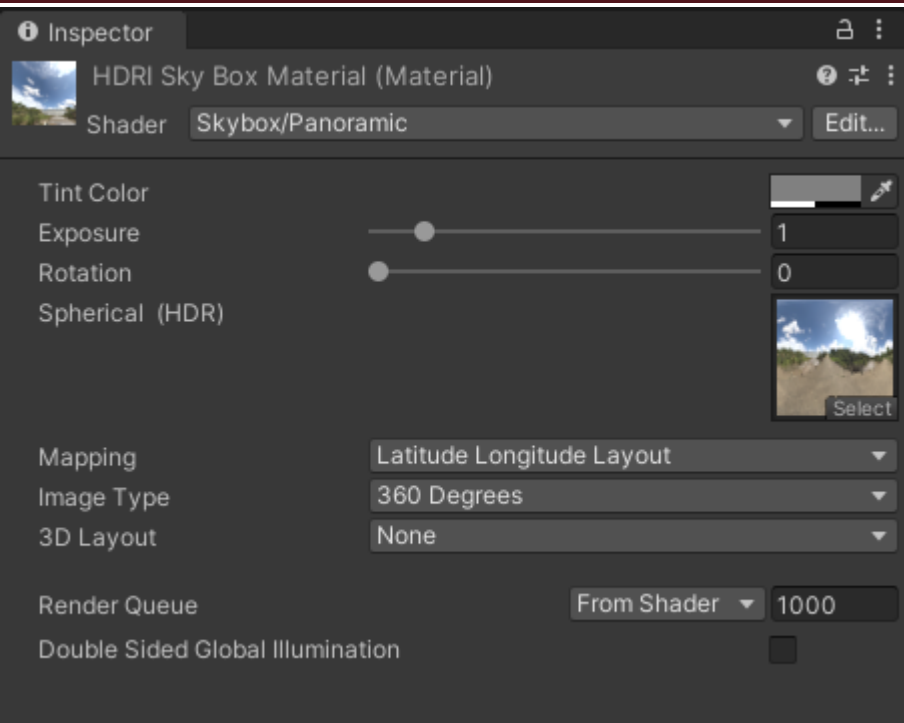 Inspector
HDRI Sky Box Material (Material)
Shader Skybox/Panoramic Edit...
Tint Color
Exposure 1
Rotation 0
Spherical (HDR)
Select
Mapping Latitude Longitude Layout
Image Type 360 Degrees
3D Layout None
Render Queue From Shader 1000
Double Sided Global Illumination